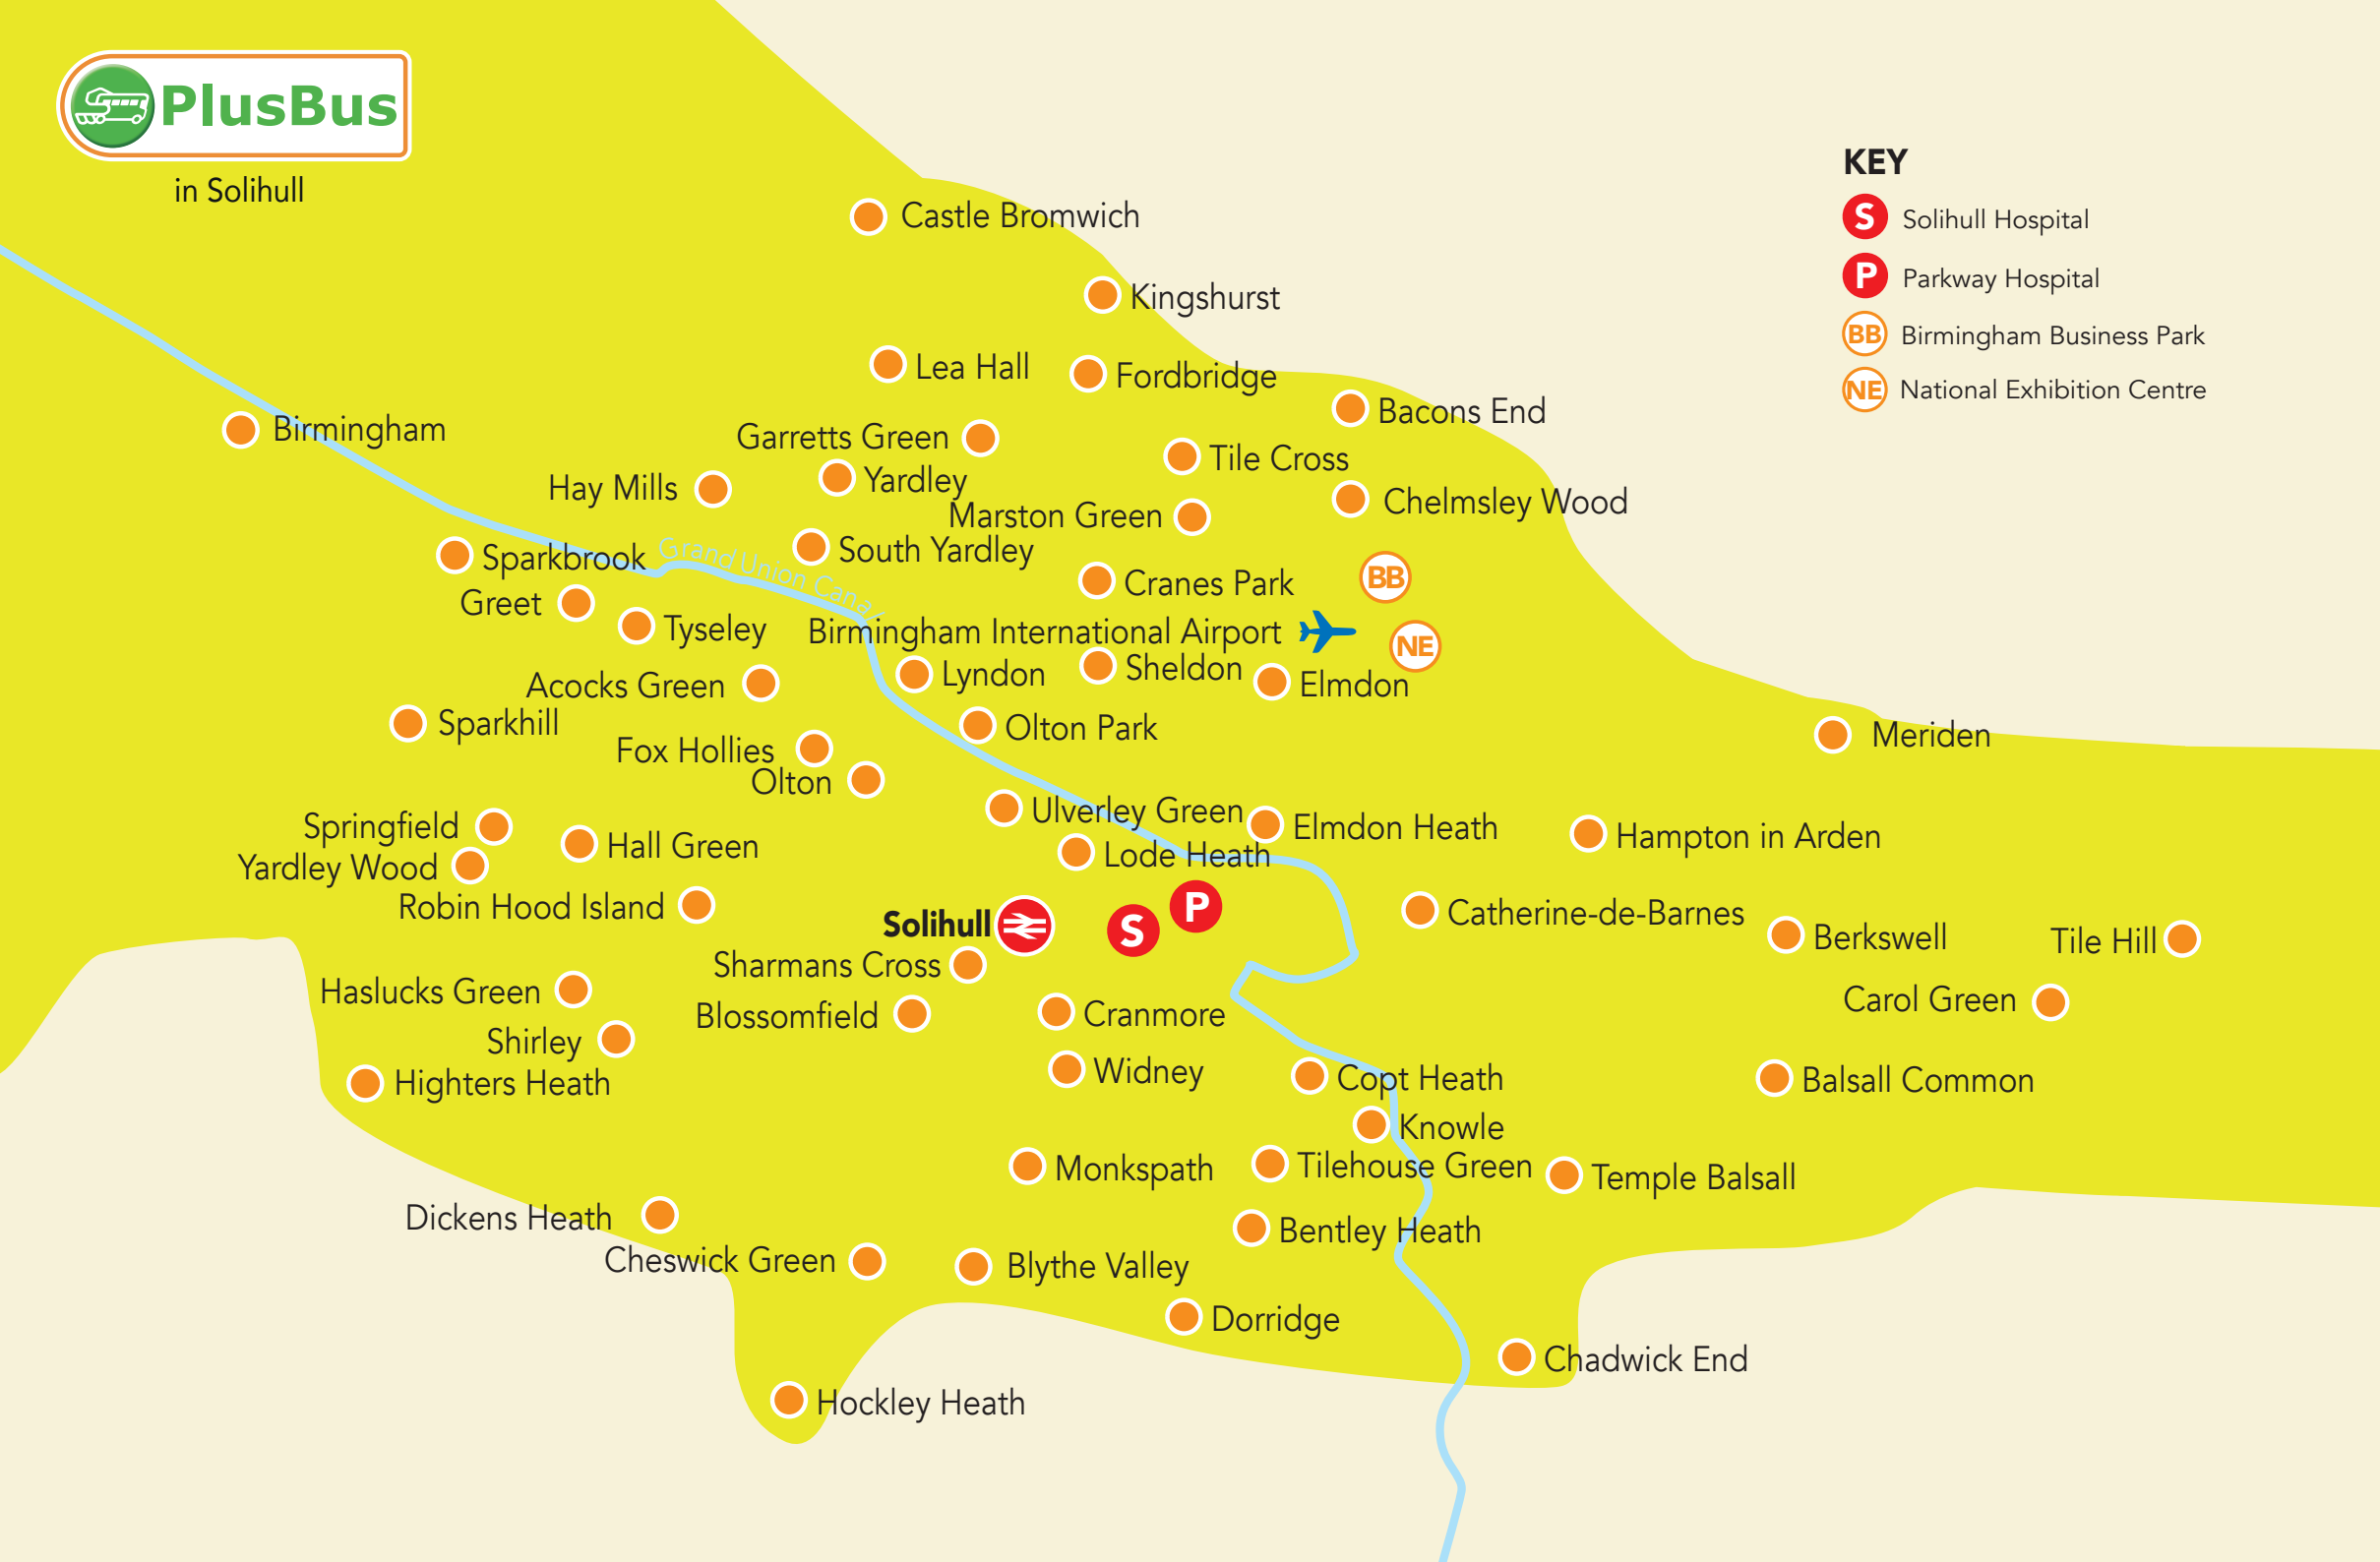 PlusBus
in Solihull
KEY
S Solihull Hospital
P Parkway Hospital
BB Birmingham Business Park
NE National Exhibition Centre
Castle Bromwich
Kingshurst
Lea Hall
Fordbridge
Bacons End
Birmingham
Garretts Green
Tile Cross
Hay Mills
Yardley
Chelmsley Wood
Marston Green
Sparkbrook
Grand Union Canal
South Yardley
Cranes Park
BB
Greet
Tyseley
Birmingham International Airport
NE
Acocks Green
Lyndon
Sheldon
Elmdon
Sparkhill
Olton Park
Meriden
Fox Hollies
Olton
Ulverley Green
Elmdon Heath
Hampton in Arden
Springfield
Hall Green
Lode Heath
Yardley Wood
Robin Hood Island
Solihull
S
P
Catherine-de-Barnes
Berkswell
Tile Hill
Sharmans Cross
Haslucks Green
Carol Green
Blossomfield
Cranmore
Shirley
Widney
Copt Heath
Balsall Common
Highters Heath
Knowle
Monkspath
Tilehouse Green
Temple Balsall
Dickens Heath
Bentley Heath
Cheswick Green
Blythe Valley
Dorridge
Chadwick End
Hockley Heath